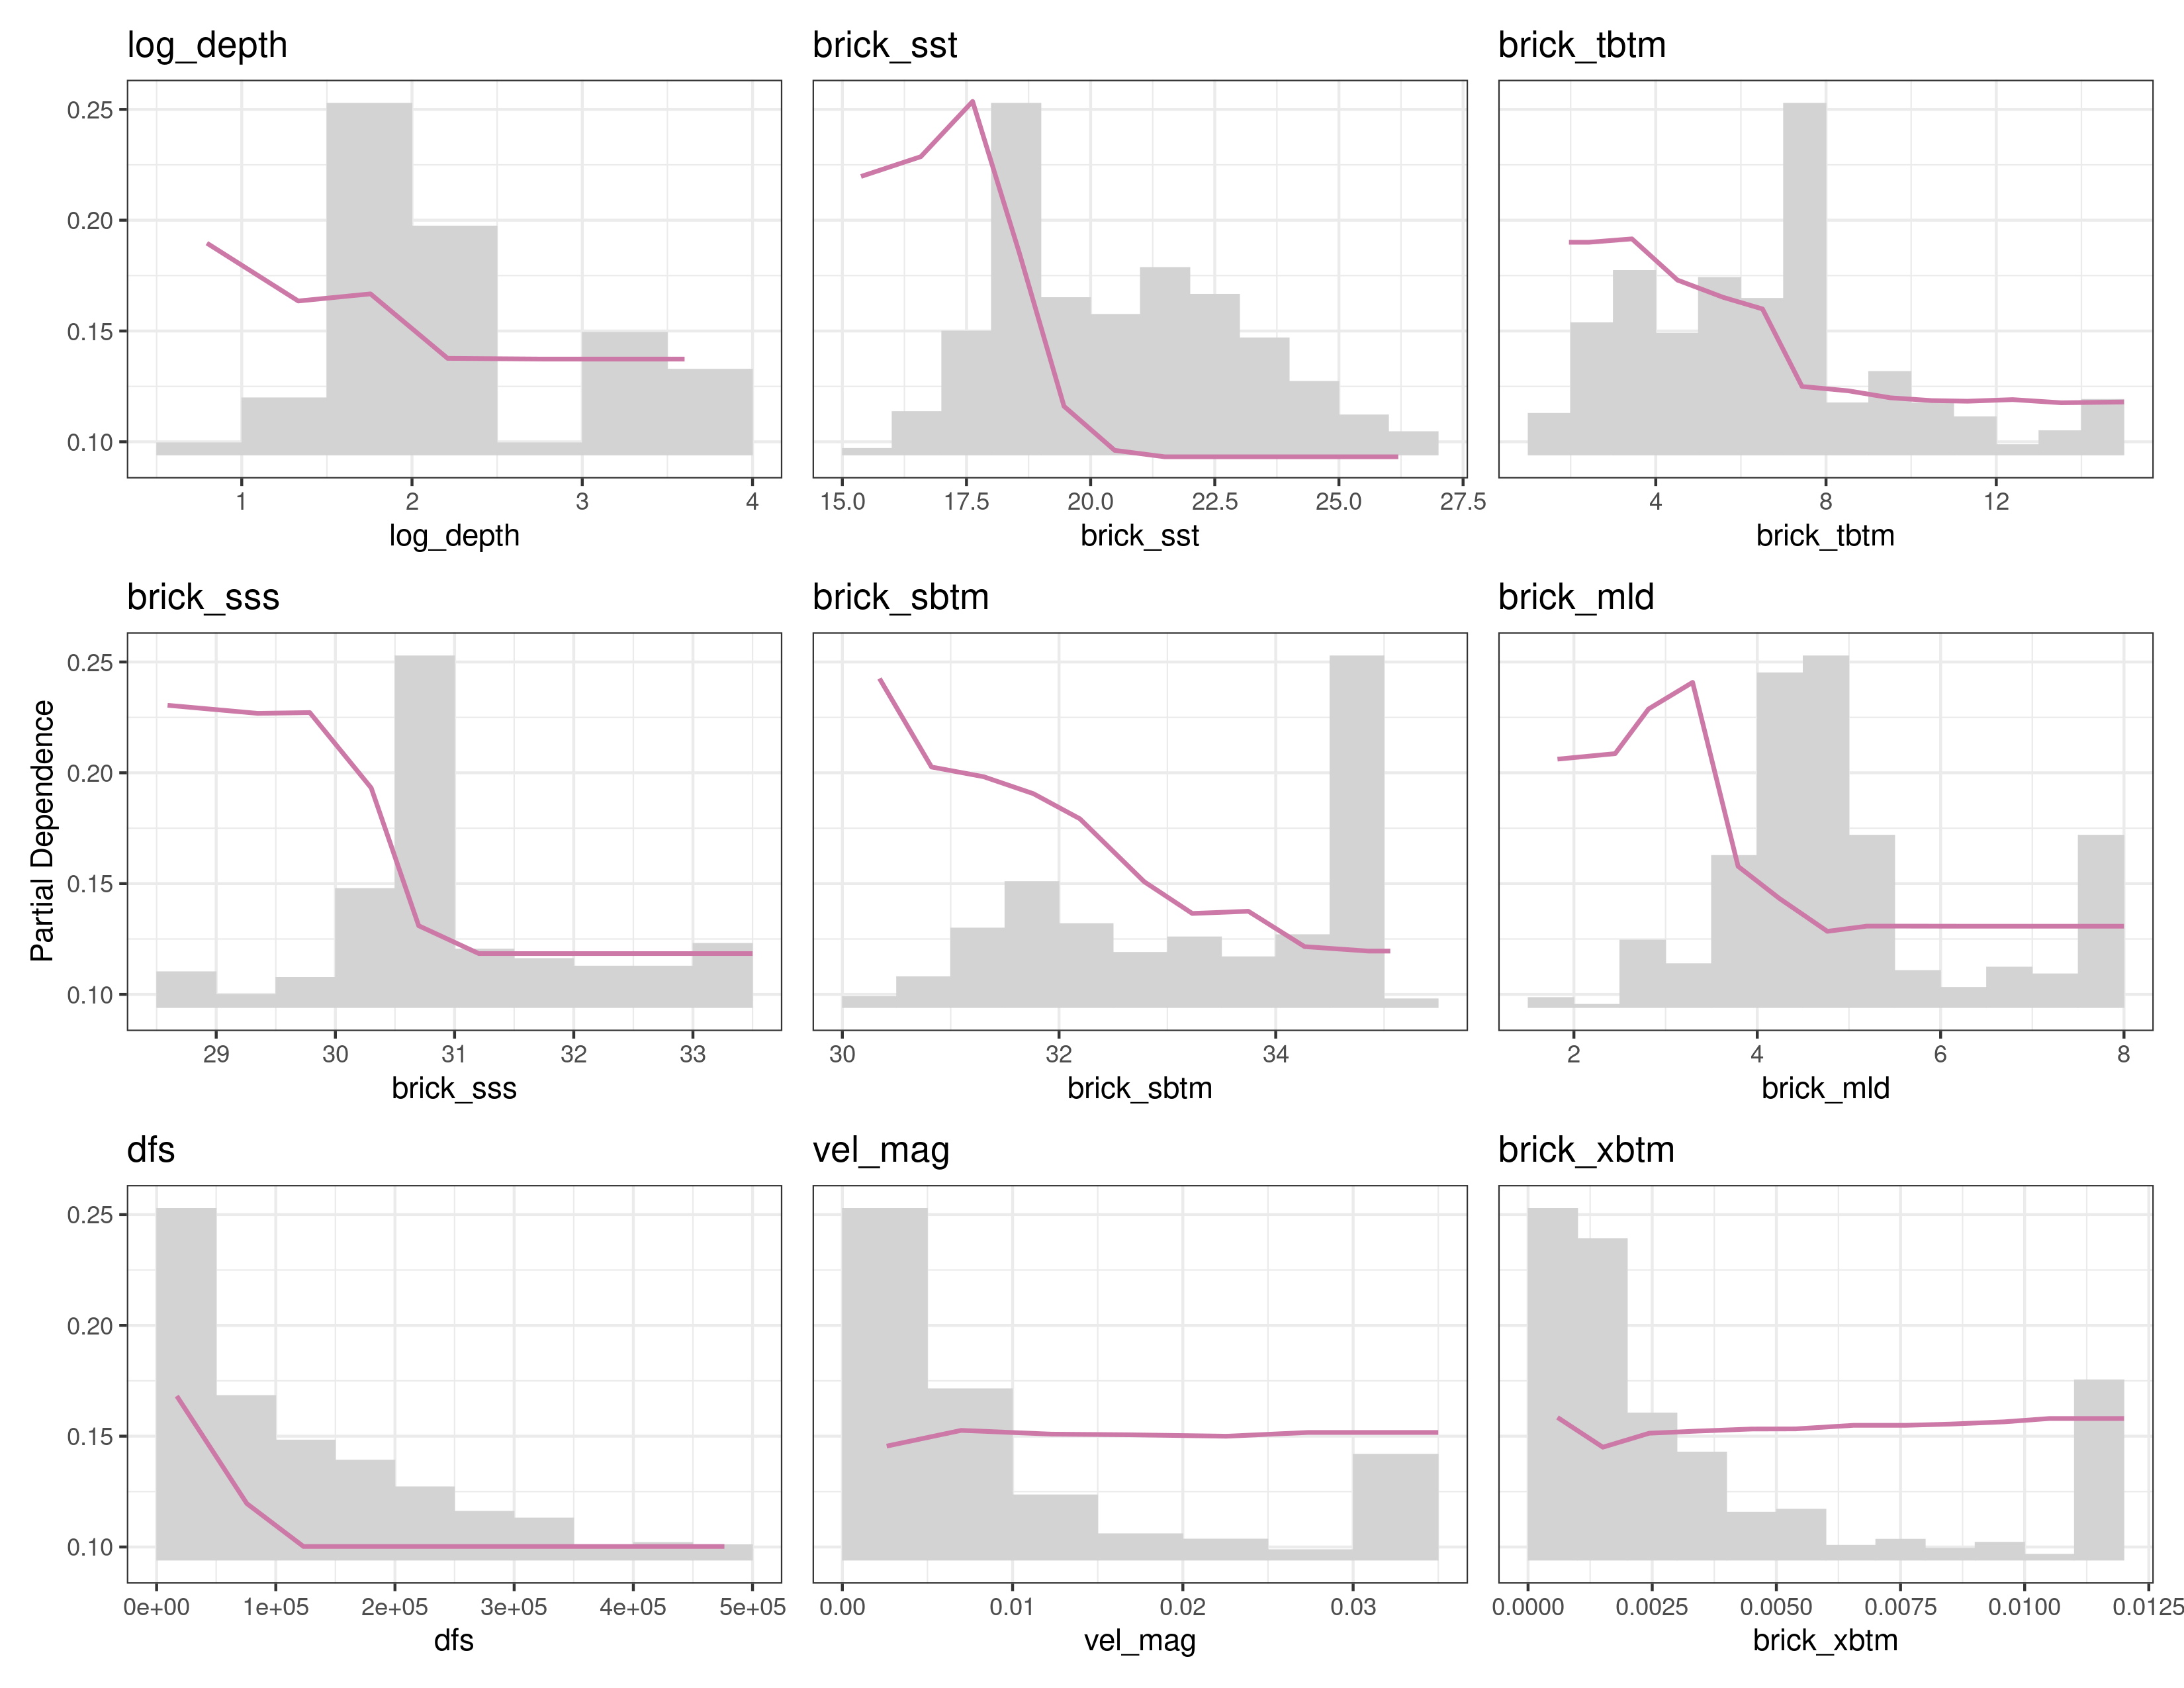 log_depth
brick_sst
brick_tbtm
0.25
0.20
0.15
0.10
1 2 3 4
15.0 17.5 20.0 22.5 25.0 27.5
4 8 12
log_depth
brick_sst
brick_tbtm
brick_sss
brick_sbtm
brick_mld
Partial Dependence
0.25
0.20
0.15
0.10
29 30 31 32 33
30 32 34
2 4 6 8
brick_sss
brick_sbtm
brick_mld
dfs
vel_mag
brick_xbtm
0.25
0.20
0.15
0.10
0e+00 1e+05 2e+05 3e+05 4e+05 5e+05
0.00 0.01 0.02 0.03
0.0000 0.0025 0.0050 0.0075 0.0100 0.0125
dfs
vel_mag
brick_xbtm